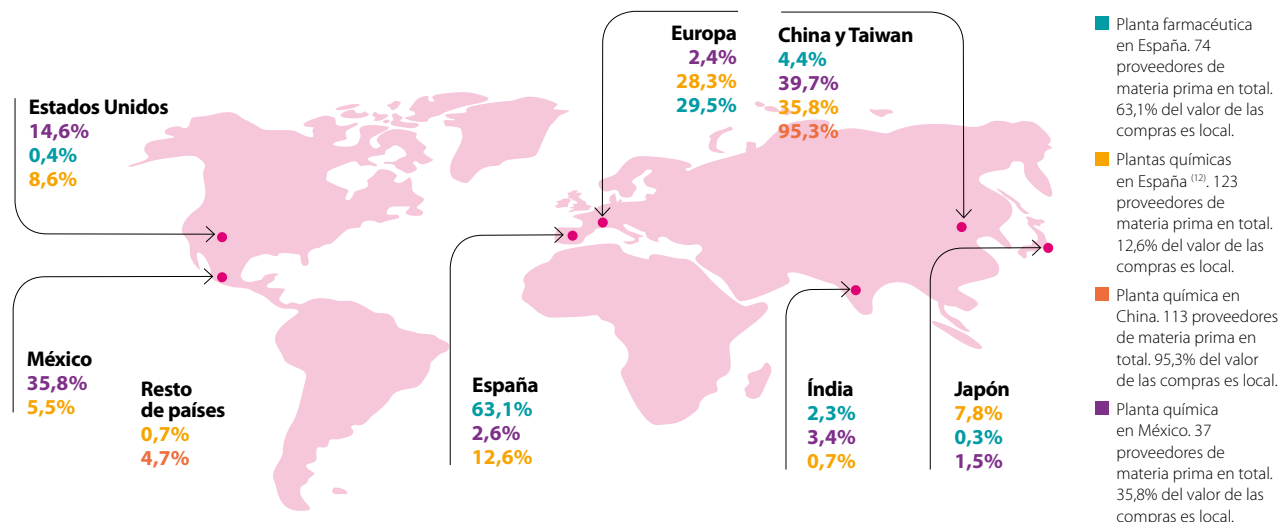 Europa
2,4%
28,3%
29,5%
China y Taiwan
4,4%
39,7%
35,8%
95,3%
Estados Unidos
14,6%
0,4%
8,6%
México
35,8%
5,5%
Resto
de países
0,7%
4,7%
España
63,1%
2,6%
12,6%
Índia
2,3%
3,4%
0,7%
Japón
7,8%
0,3%
1,5%
Planta farmacéutica
en España. 74
proveedores de
materia prima en total.
63,1% del valor de las
compras es local.
Plantas químicas
en España (12). 123
proveedores de
materia prima en total.
12,6% del valor de las
compras es local.
Planta química en
China. 113 proveedores
de materia prima en
total. 95,3% del valor
de las compras es local.
Planta química
en México. 37
proveedores de
materia prima en total.
35,8% del valor de las
compras es local.